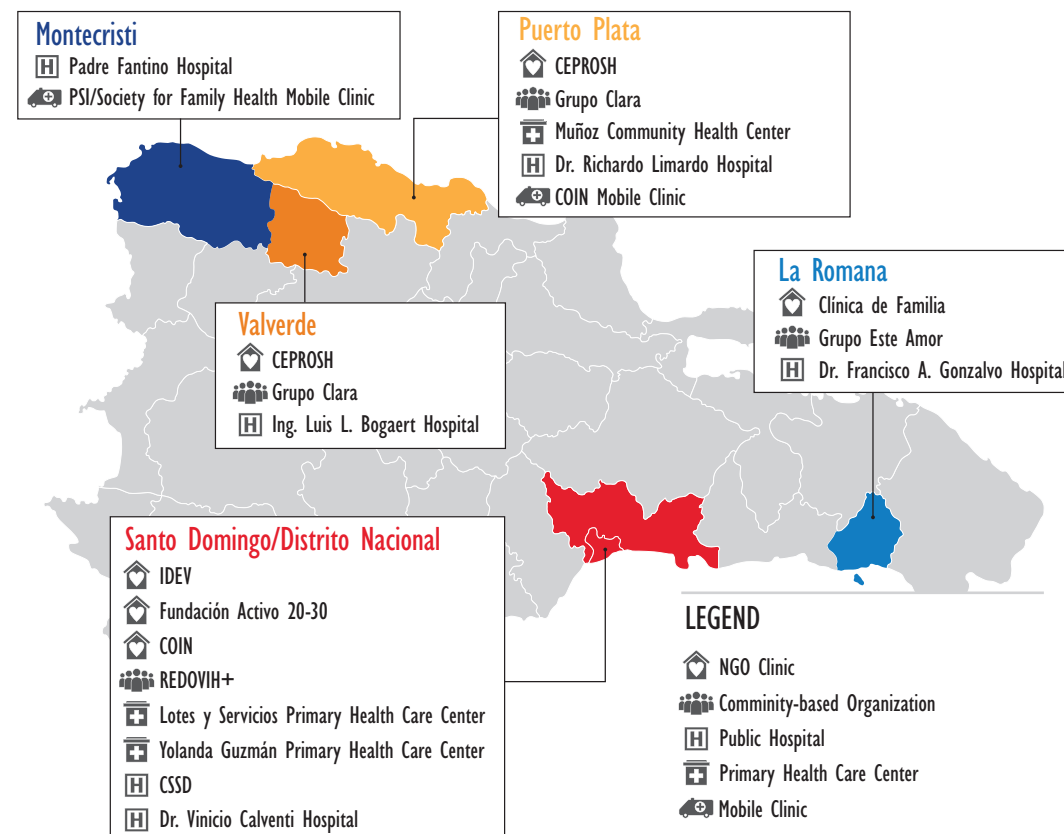 Montecristi
Padre Fantino Hospital
PSI/Society for Family Health Mobile Clinic
Puerto Plata
CEPROSH
Grupo Clara
Muñoz Community Health Center
Dr. Richardo Limardo Hospital
COIN Mobile Clinic
La Romana
Clínica de Familia
Grupo Este Amor
Dr. Francisco A. Gonzalvo Hospital
Valverde
CEPROSH
Grupo Clara
Ing. Luis L. Bogaert Hospital
Santo Domingo/Distrito Nacional
IDEV
Fundación Activo 20-30
COIN
REDOVIH+
Lotes y Servicios Primary Health Care Center
Yolanda Guzmán Primary Health Care Center
CSSD
Dr. Vinicio Calventi Hospital
LEGEND
NGO Clinic
Comminity-based Organization
Public Hospital
Primary Health Care Center
Mobile Clinic